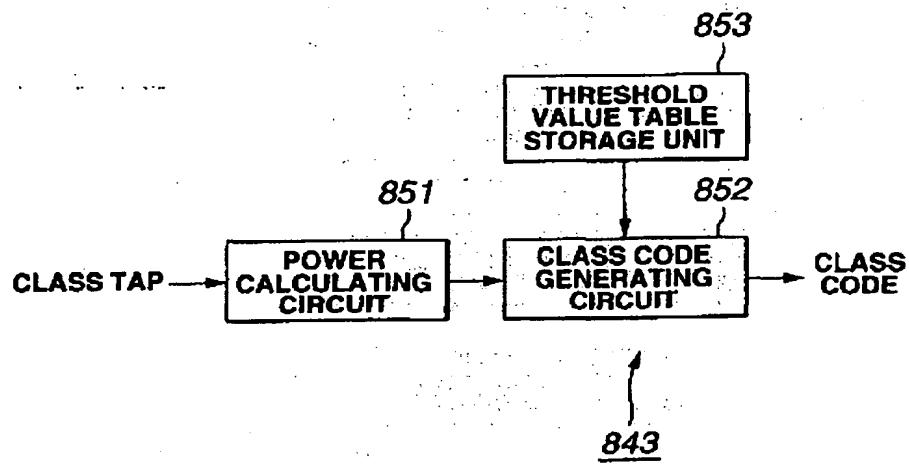 853
THRESHOLD
VALUE TABLE
STORAGE UNIT
851
852
CLASS TAP
POWER
CALCULATING
CIRCUIT
CLASS CODE
GENERATING
CIRCUIT
CLASS
CODE
843